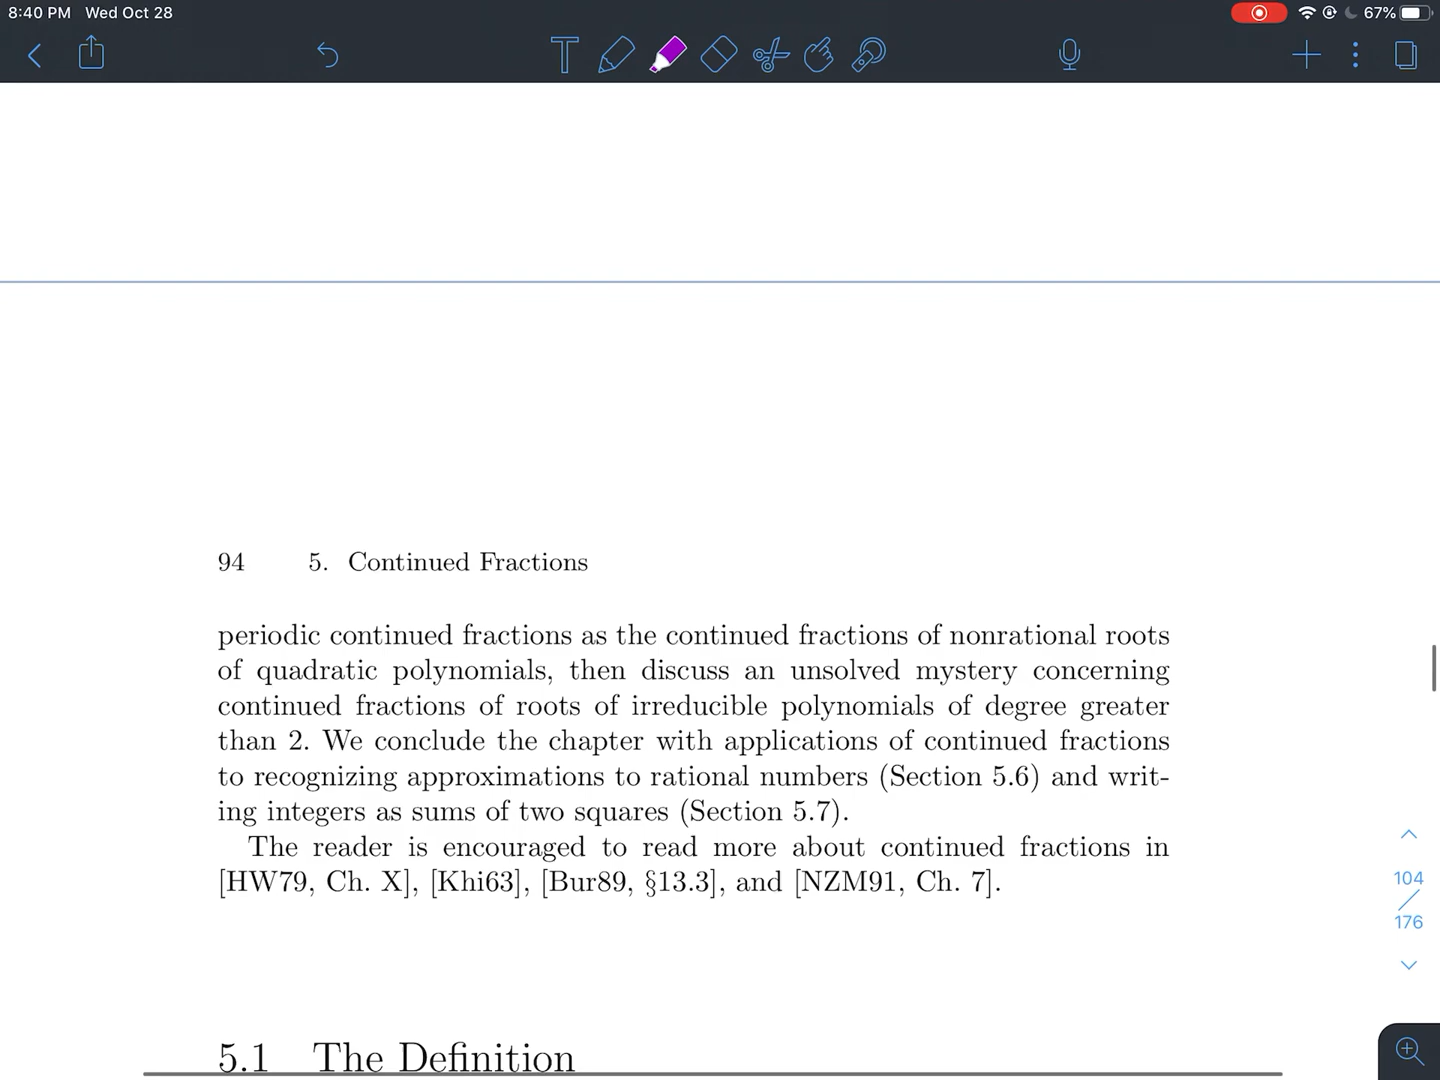 8:40 PM Wed Oct 28
67%
T
94 5. Continued Fractions
periodic continued fractions as the continued fractions of nonrational roots
of quadratic polynomials, then discuss an unsolved mystery concerning
continued fractions of roots of irreducible polynomials of degree greater
than 2. We conclude the chapter with applications of continued fractions
to recognizing approximations to rational numbers (Section 5.6) and writ-
ing integers as sums of two squares (Section 5.7).
The reader is encouraged to read more about continued fractions in
[HW79, Ch. X], [Khi63], [Bur89, §13.3], and [NZM91, Ch. 7].
104
/
176
5.1 The Definition